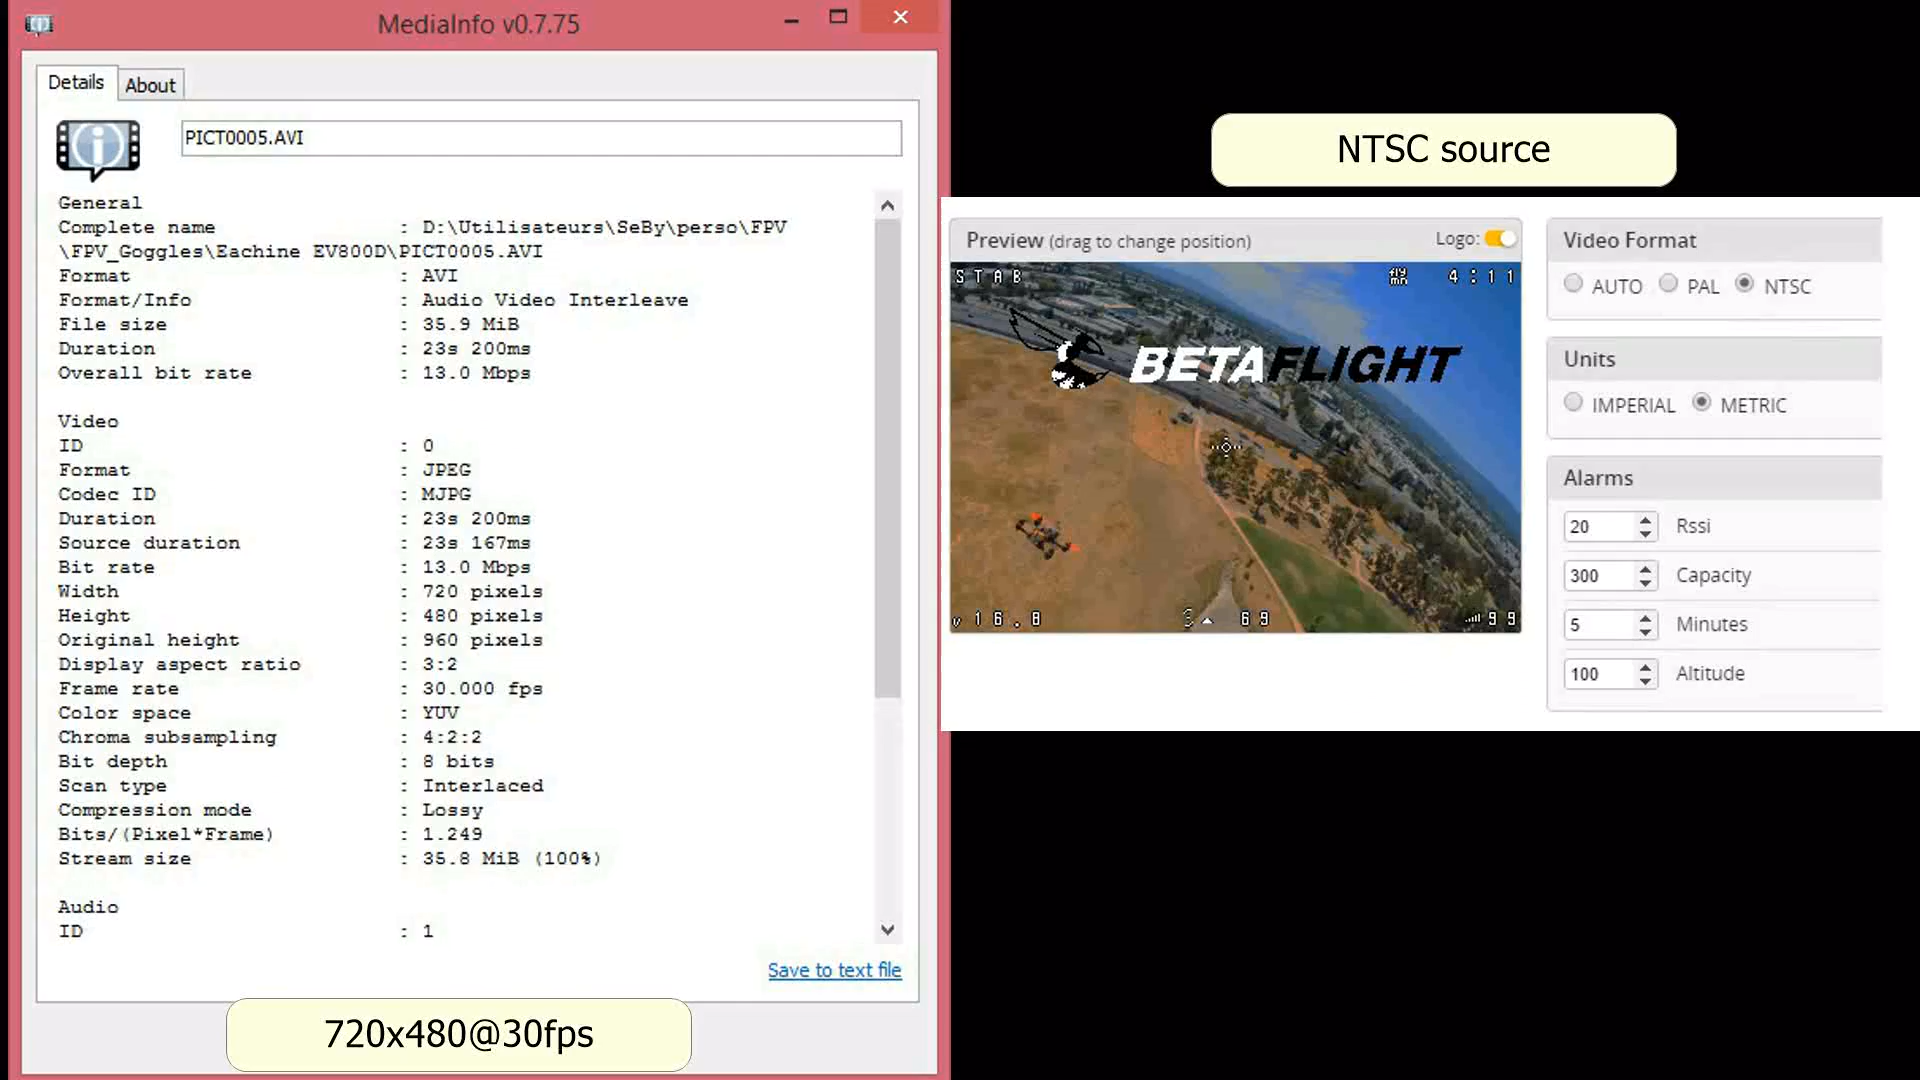 MediaInfo v0.7.75
Details
About
PICT0005.AVI
General
Complete name : D:\Utilisateurs\SeBy\perso\FPV
\FPV_Goggles\Eachine EV800D\PICT0005.AVI
Format : AVI
Format/Info : Audio Video Interleave
File size : 35.9 MiB
Duration : 23s 200ms
Overall bit rate : 13.0 Mbps
Video
ID : 0
Format : JPEG
Codec ID : MJPG
Duration : 23s 200ms
Source duration : 23s 167ms
Bit rate : 13.0 Mbps
Width : 720 pixels
Height : 480 pixels
Original height : 960 pixels
Display aspect ratio : 3:2
Frame rate : 30.000 fps
Color space : YUV
Chroma subsampling : 4:2:2
Bit depth : 8 bits
Scan type : Interlaced
Compression mode : Lossy
Bits/(Pixel*Frame) : 1.249
Stream size : 35.8 MiB (100%)
Audio
ID : 1
Save to text file
720x480@30fps
NTSC source
Preview (drag to change position) Logo:
STAB
fly mn 4:11
BETAFLIGHT
v 16.8
69
99
Video Format
AUTO PAL NTSC
Units
IMPERIAL METRIC
Alarms
20 Rssi
300 Capacity
5 Minutes
100 Altitude